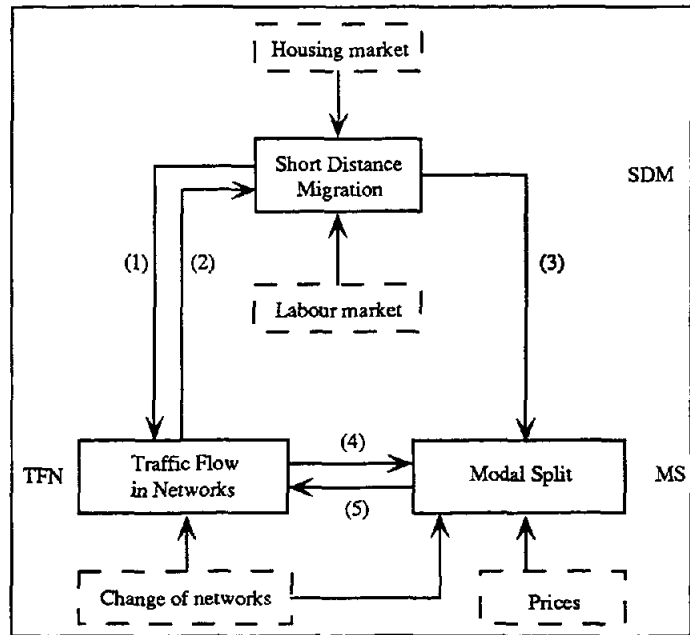 Housing market
Short Distance
Migration
SDM
(1)
(2)
(3)
Labour market
TFN
Traffic Flow
in Networks
(4)
(5)
Modal Split
MS
Change of networks
Prices